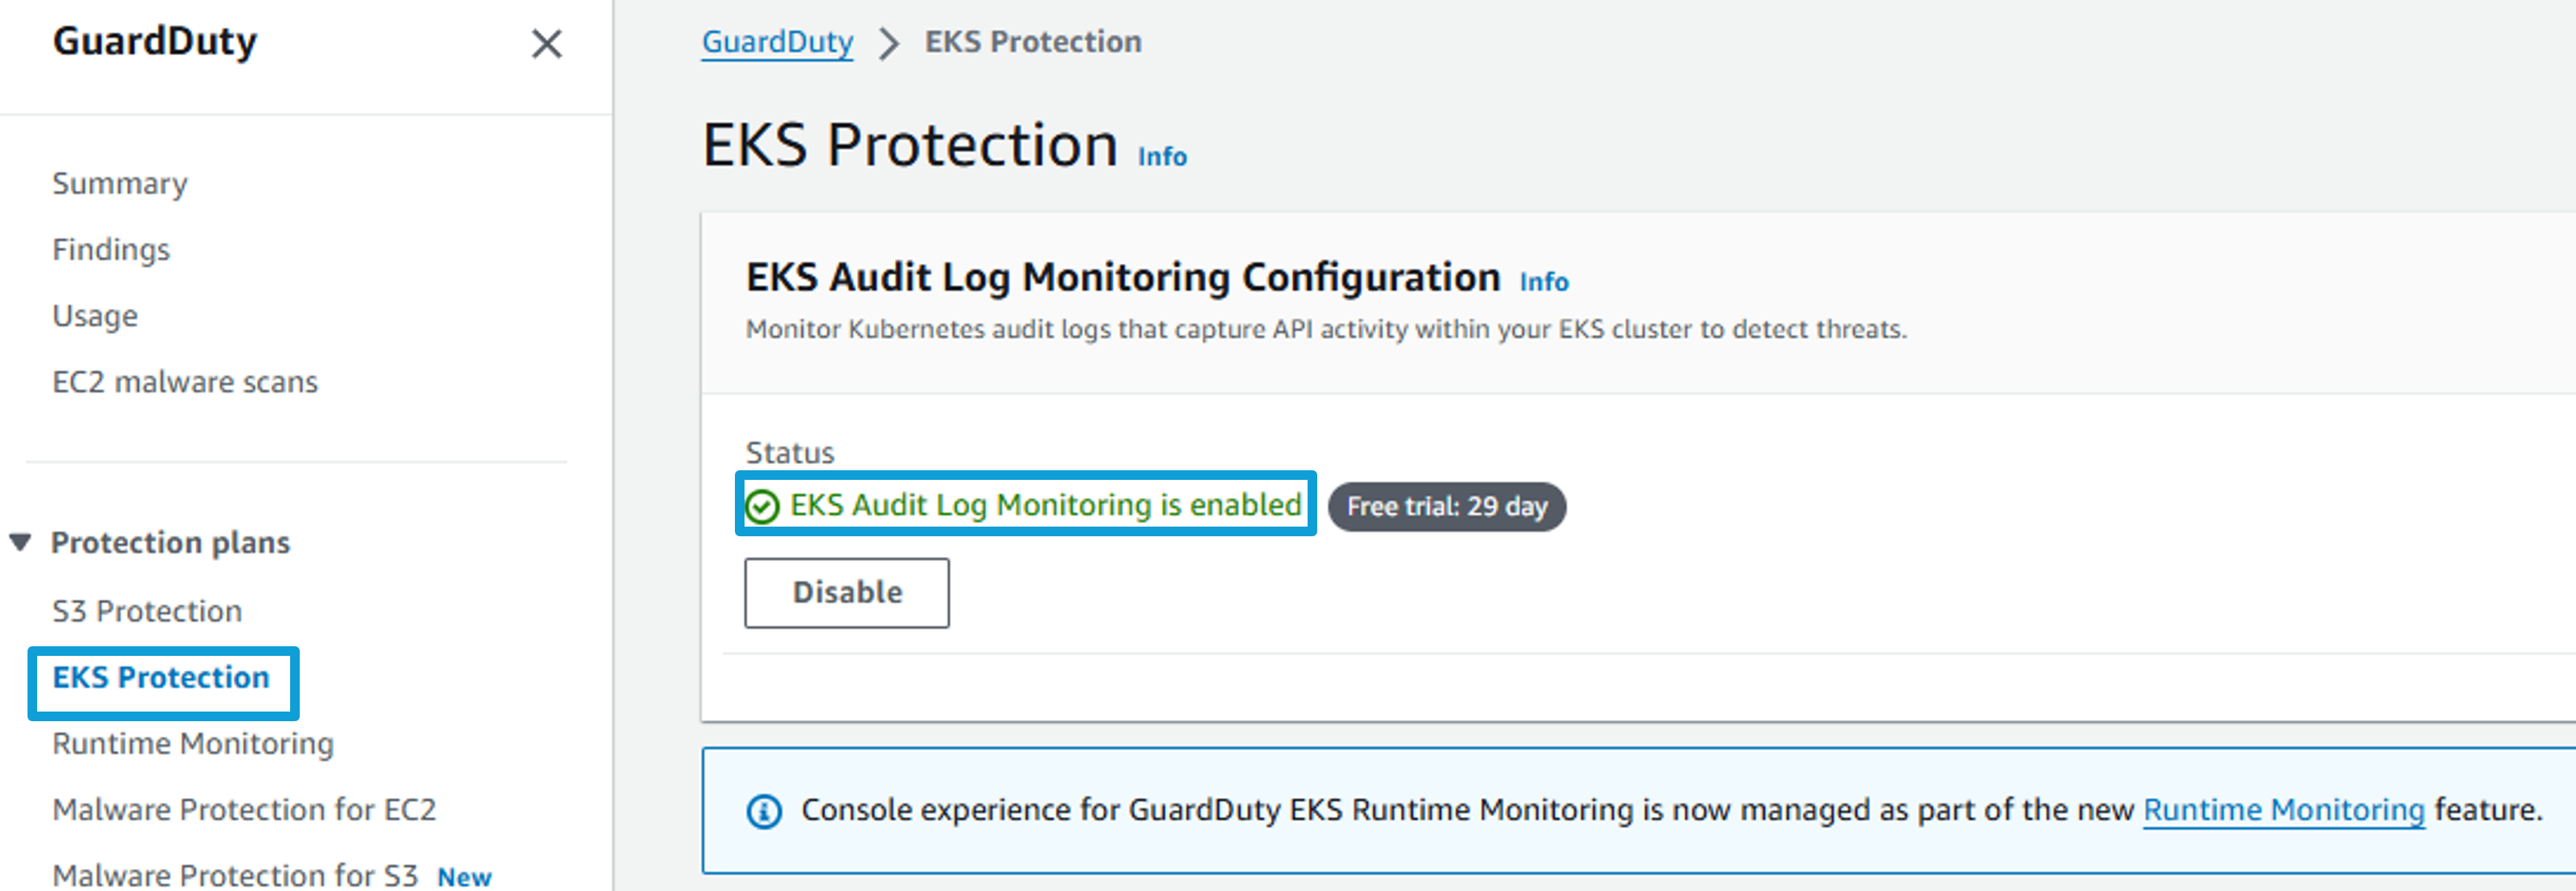 GuardDuty
Summary
Findings
Usage
EC2 malware scans
Protection plans
S3 Protection
EKS Protection
Runtime Monitoring
Malware Protection for EC2
Malware Protection for S3 New
GuardDuty > EKS Protection
EKS Protection Info
EKS Audit Log Monitoring Configuration Info
Monitor Kubernetes audit logs that capture API activity within your EKS cluster to detect threats.
Status
EKS Audit Log Monitoring is enabled Free trial: 29 day
Disable
Console experience for GuardDuty EKS Runtime Monitoring is now managed as part of the new Runtime Monitoring feature.